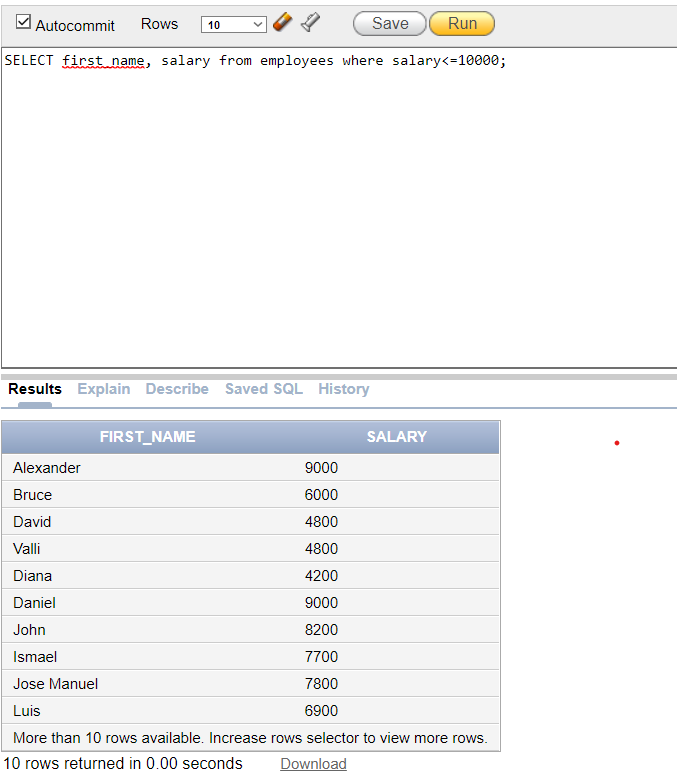 Autocommit Rows 10 Save Run
SELECT first_name, salary from employees where salary<=10000;
Results Explain Describe Saved SQL History
FIRST_NAME SALARY
Alexander 9000
Bruce 6000
David 4800
Valli 4800
Diana 4200
Daniel 9000
John 8200
Ismael 7700
Jose Manuel 7800
Luis 6900
More than 10 rows available. Increase rows selector to view more rows.
10 rows returned in 0.00 seconds Download